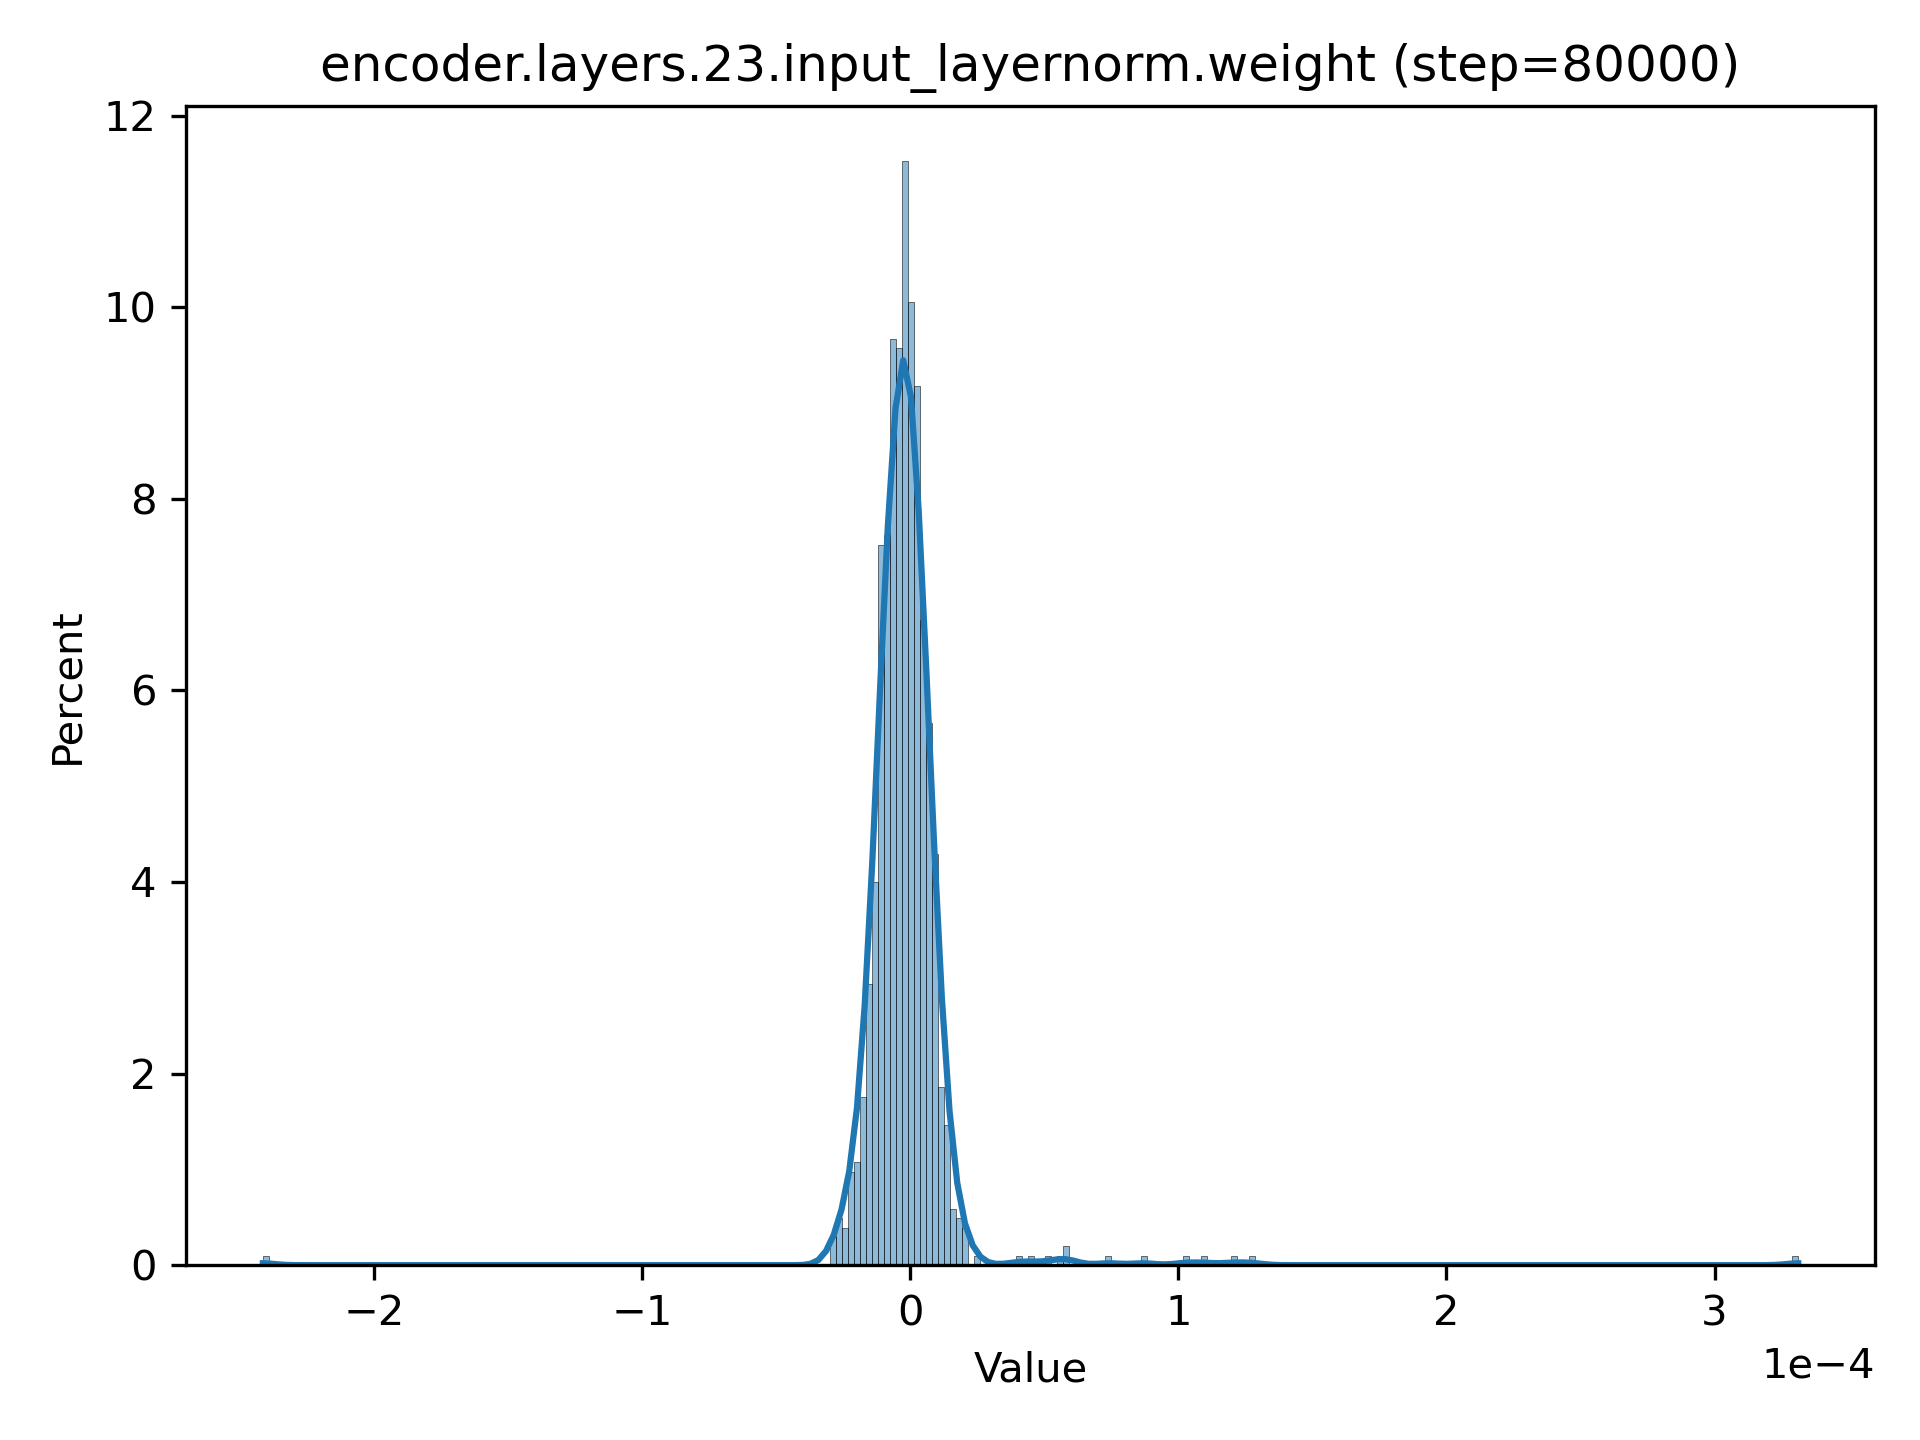 encoder.layers.23.input_layernorm.weight (step=80000)
12
10
8
6
4
2
0
Percent
−2 −1 0 1 2 3
1e−4
Value